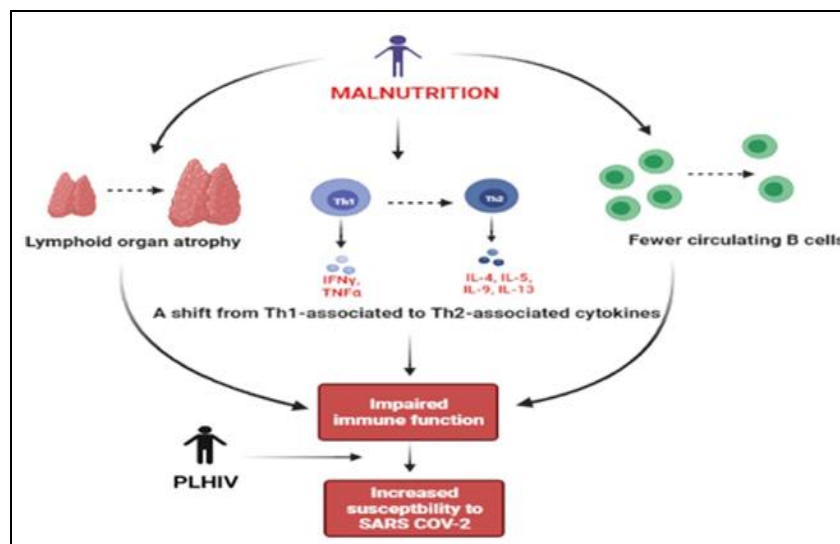 MALNUTRITION
Th1
Th2
Lymphoid organ atrophy
IFNγ,
TNFα
IL-4, IL-5,
IL-9, IL-13
Fewer circulating B cells
A shift from Th1-associated to Th2-associated cytokines
Impaired
immune function
PLHIV
Increased
susceptbility to
SARS COV-2